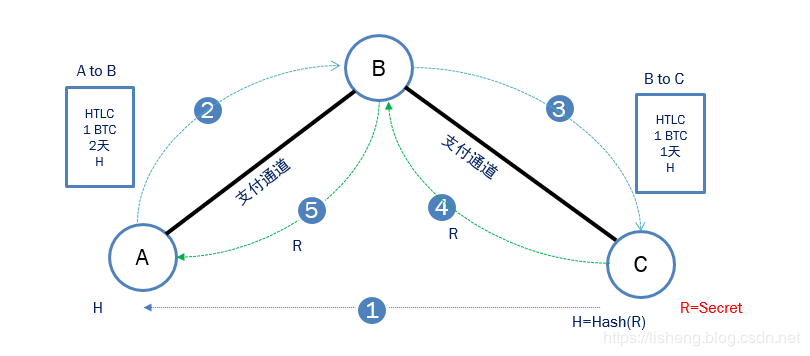 B
A to B
B to C
HTLC
1 BTC
2天
H
2
3
HTLC
1 BTC
1天
H
支付通道
支付通道
5
4
R
R
A
C
H
1
R=Secret
H=Hash(R)
https://lisheng.blog.csdn.net